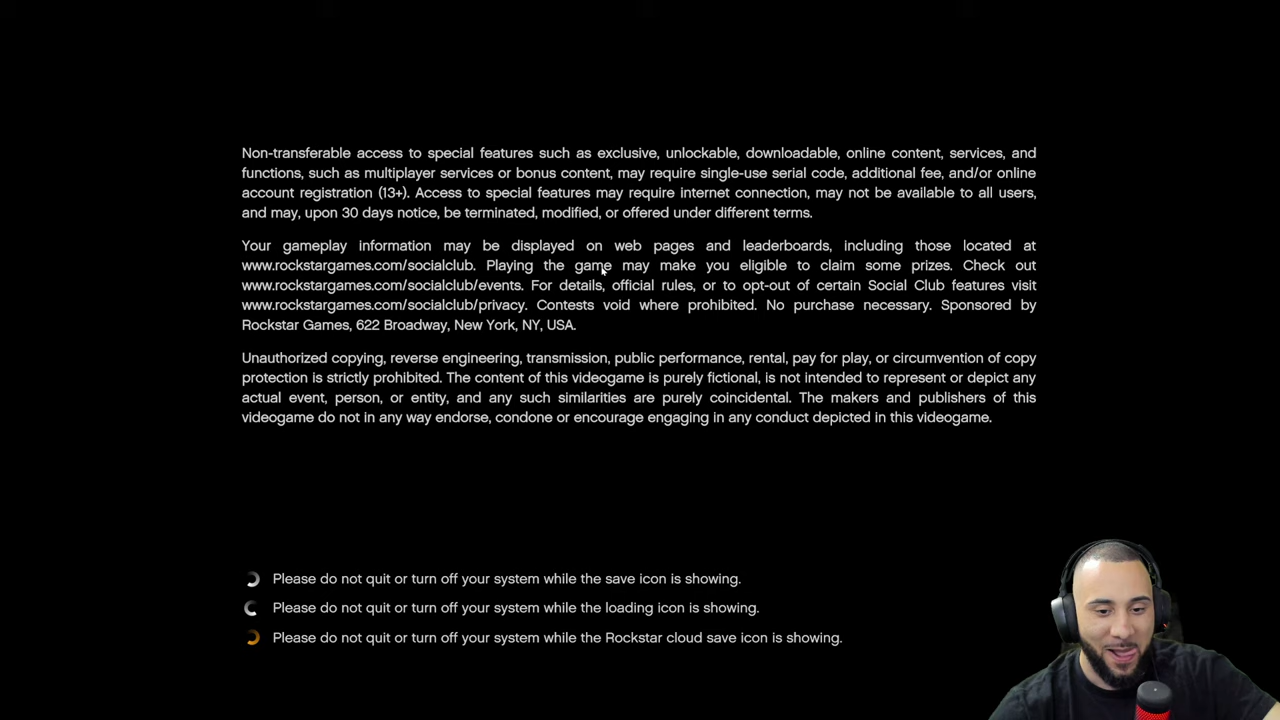 Non-transferable access to special features such as exclusive, unlockable, downloadable, online content, services, and
functions, such as multiplayer services or bonus content, may require single-use serial code, additional fee, and/or online
account registration (13+). Access to special features may require internet connection, may not be available to all users,
and may, upon 30 days notice, be terminated, modified, or offered under different terms.
Your gameplay information may be displayed on web pages and leaderboards, including those located at
www.rockstargames.com/socialclub. Playing the game may make you eligible to claim some prizes. Check out
www.rockstargames.com/socialclub/events. For details, official rules, or to opt-out of certain Social Club features visit
www.rockstargames.com/socialclub/privacy. Contests void where prohibited. No purchase necessary. Sponsored by
Rockstar Games, 622 Broadway, New York, NY, USA.
Unauthorized copying, reverse engineering, transmission, public performance, rental, pay for play, or circumvention of copy
protection is strictly prohibited. The content of this videogame is purely fictional, is not intended to represent or depict any
actual event, person, or entity, and any such similarities are purely coincidental. The makers and publishers of this
videogame do not in any way endorse, condone or encourage engaging in any conduct depicted in this videogame.
Please do not quit or turn off your system while the save icon is showing.
Please do not quit or turn off your system while the loading icon is showing.
Please do not quit or turn off your system while the Rockstar cloud save icon is showing.